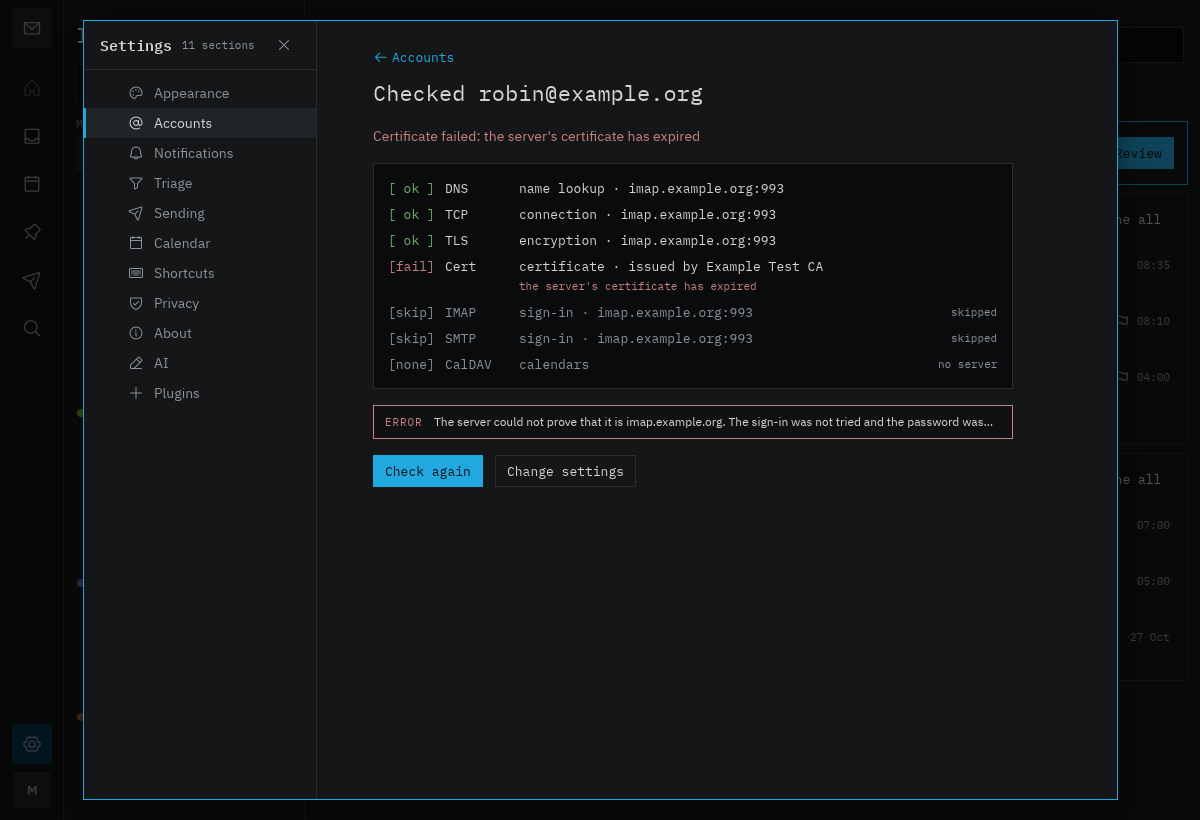 Settings 11 sections
Appearance
Accounts
Notifications
Triage
Sending
Calendar
Shortcuts
Privacy
About
AI
Plugins
← Accounts
Checked robin@example.org
Certificate failed: the server's certificate has expired
[ ok ] DNS name lookup · imap.example.org:993
[ ok ] TCP connection · imap.example.org:993
[ ok ] TLS encryption · imap.example.org:993
[fail] Cert certificate · issued by Example Test CA
the server's certificate has expired
[skip] IMAP sign-in · imap.example.org:993 skipped
[skip] SMTP sign-in · imap.example.org:993 skipped
[none] CalDAV calendars no server
ERROR The server could not prove that it is imap.example.org. The sign-in was not tried and the password was…
Check again Change settings
Review
all
08:35
08:10
04:00
all
07:00
05:00
27 Oct
M